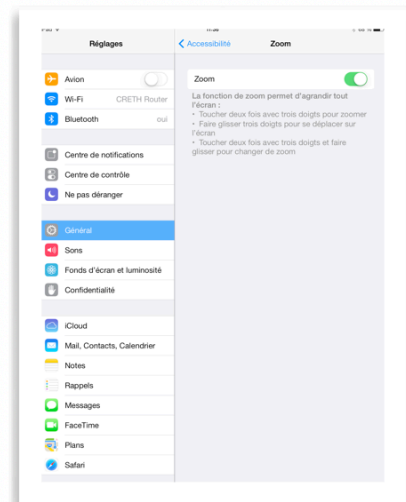 Réglages
Accessibilité
Zoom
Avion
Wi-Fi CRETH Router
Bluetooth oui
Centre de notifications
Centre de contrôle
Ne pas déranger
Général
Sons
Fonds d'écran et luminosité
Confidentialité
iCloud
Mail, Contacts, Calendrier
Notes
Rappels
Messages
FaceTime
Plans
Safari
Zoom
La fonction de zoom permet d'agrandir tout
l'écran :
• Toucher deux fois avec trois doigts pour zoomer
• Faire glisser trois doigts pour se déplacer sur
l'écran
• Toucher deux fois avec trois doigts et faire
glisser pour changer de zoom